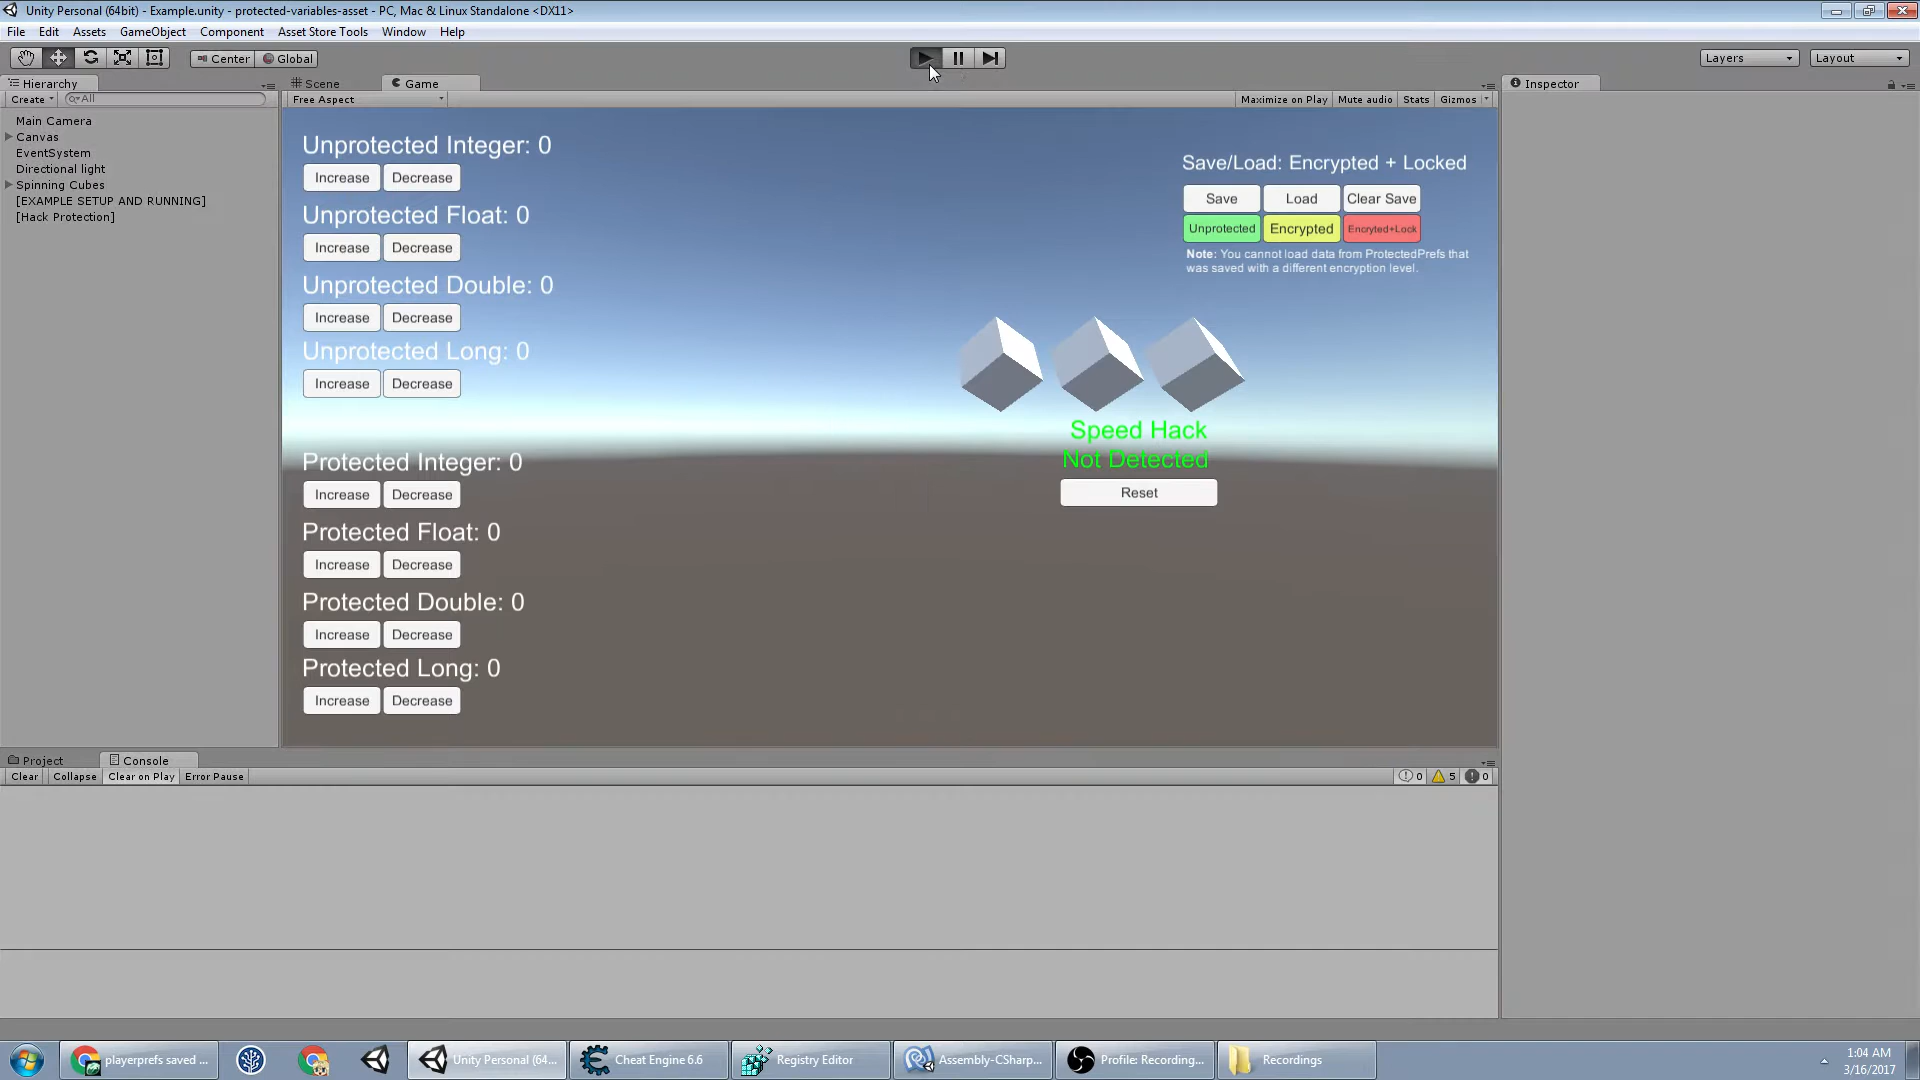 Unity Personal (64bit) - Example.unity - protected-variables-asset - PC, Mac & Linux Standalone <DX11>
File Edit Assets GameObject Component Asset Store Tools Window Help
Center Global Layers Layout
Hierarchy Scene Game Inspector
Create All Free Aspect Maximize on Play Mute audio Stats Gizmos
Main Camera
Canvas
EventSystem
Directional light
Spinning Cubes
[EXAMPLE SETUP AND RUNNING]
[Hack Protection]
Unprotected Integer: 0
Increase Decrease
Unprotected Float: 0
Increase Decrease
Unprotected Double: 0
Increase Decrease
Unprotected Long: 0
Increase Decrease
Protected Integer: 0
Increase Decrease
Protected Float: 0
Increase Decrease
Protected Double: 0
Increase Decrease
Protected Long: 0
Increase Decrease
Save/Load: Encrypted + Locked
Save Load Clear Save
Unprotected Encrypted Encryted+Lock
Note: You cannot load data from ProtectedPrefs that
was saved with a different encryption level.
Speed Hack
Not Detected
Reset
Project Console
Clear Collapse Clear on Play Error Pause 0 5 0
playerprefs saved ... Unity Personal (64... Cheat Engine 6.6 Registry Editor Assembly-CSharp... Profile: Recording... Recordings
1:04 AM
3/16/2017